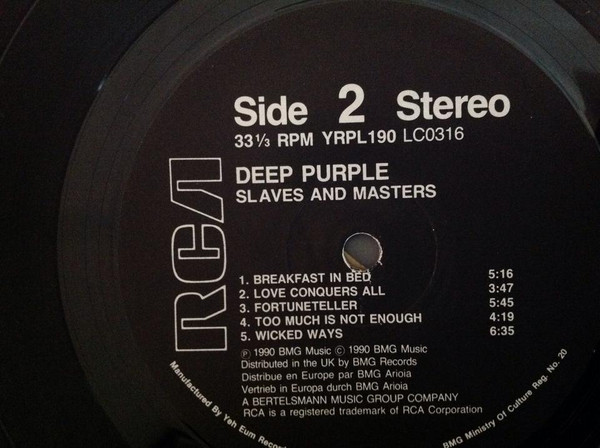 Side 2 Stereo
33⅓ RPM YRPL190 LC0316
RCA
DEEP PURPLE
SLAVES AND MASTERS
1. BREAKFAST IN BED 5:16
2. LOVE CONQUERS ALL 3:47
3. FORTUNETELLER 5:45
4. TOO MUCH IS NOT ENOUGH 4:19
5. WICKED WAYS 6:35
Ⓟ 1990 BMG Music © 1990 BMG Music
Distributed in the UK by BMG Records
Distribue en Europe par BMG Arioia
Vertrieb in Europa durch BMG Arioia
A BERTELSMANN MUSIC GROUP COMPANY
RCA is a registered trademark of RCA Corporation
Manufactured By Yeh Eum
BMG Ministry Of Culture Reg. No. 20